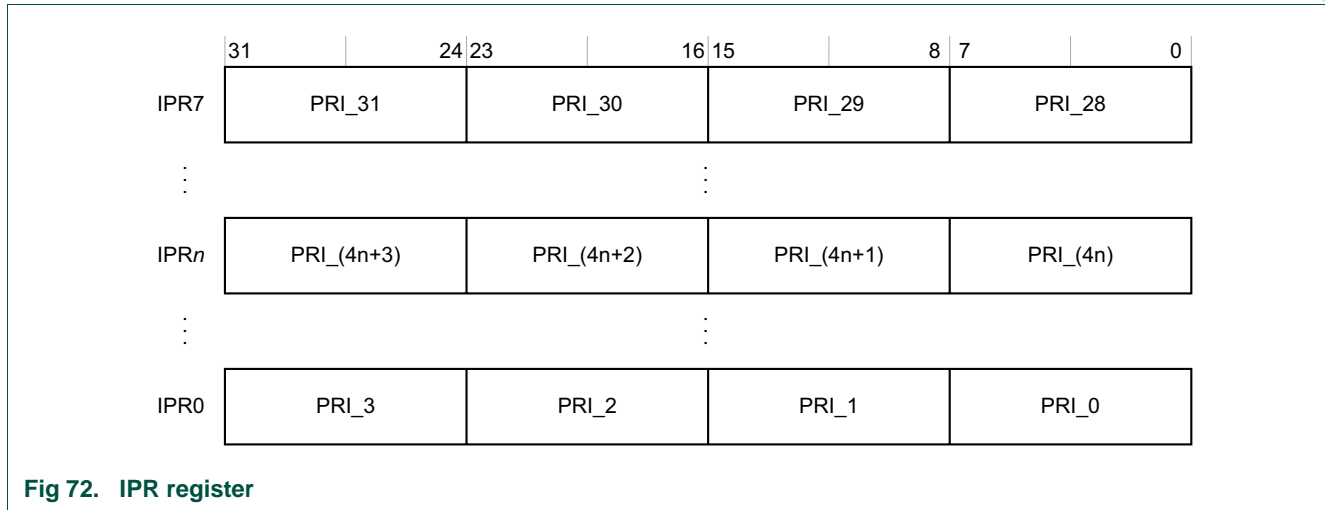 31 24 23 16 15 8 7 0
IPR7 PRI_31 PRI_30 PRI_29 PRI_28
IPRn PRI_(4n+3) PRI_(4n+2) PRI_(4n+1) PRI_(4n)
IPR0 PRI_3 PRI_2 PRI_1 PRI_0
Fig 72. IPR register